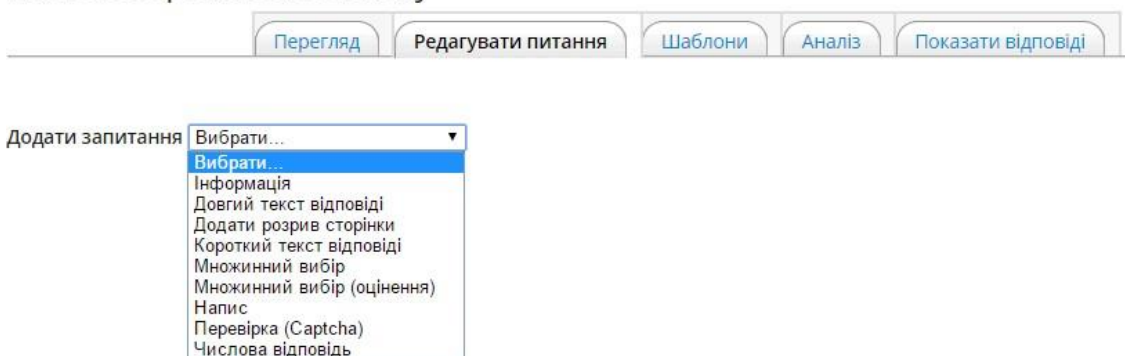 Перегляд Редагувати питання Шаблони Аналіз Показати відповіді
Додати запитання Вибрати...
Вибрати...
Інформація
Довгий текст відповіді
Додати розрив сторінки
Короткий текст відповіді
Множинний вибір
Множинний вибір (оцінення)
Напис
Перевірка (Captcha)
Числова відповідь